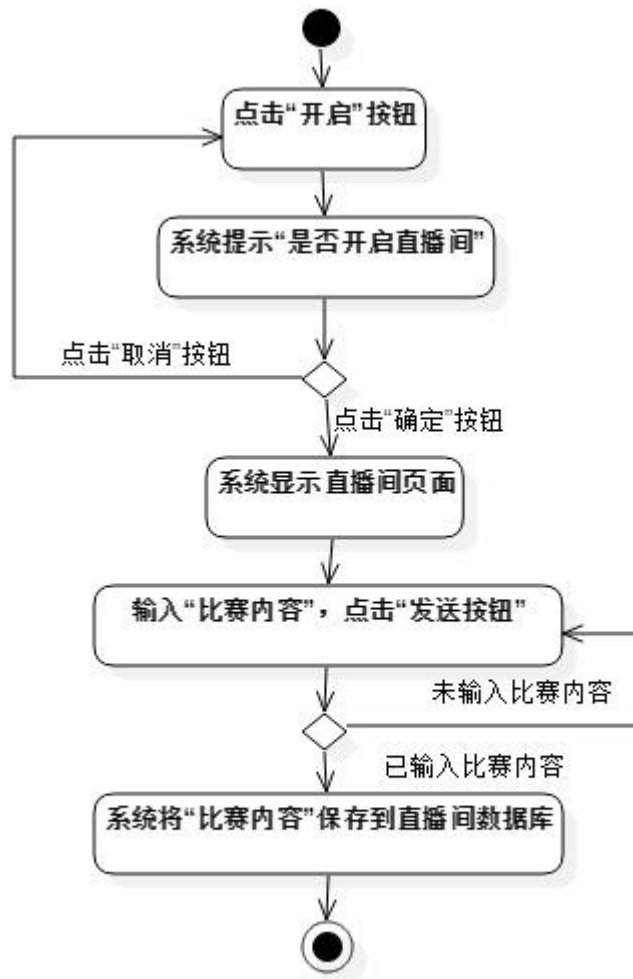 点击“开启”按钮
系统提示“是否开启直播间”
点击“取消”按钮
点击“确定”按钮
系统显示直播间页面
输入“比赛内容”，点击“发送按钮”
未输入比赛内容
已输入比赛内容
系统将“比赛内容”保存到直播间数据库